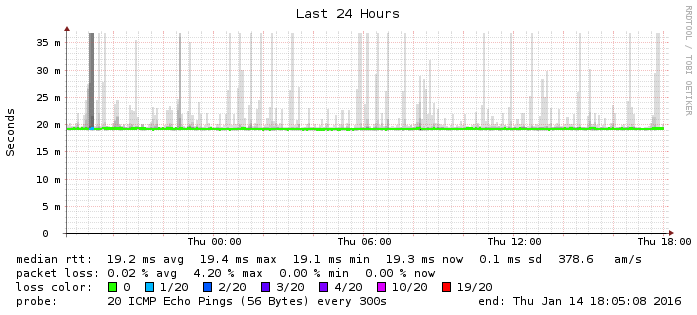 Last 24 Hours
RRDTOOL / TOBI OETIKER
Seconds
35 m
30 m
25 m
20 m
15 m
10 m
5 m
0
Thu 00:00 Thu 06:00 Thu 12:00 Thu 18:00
median rtt: 19.2 ms avg 19.4 ms max 19.1 ms min 19.3 ms now 0.1 ms sd 378.6 am/s
packet loss: 0.02 % avg 4.20 % max 0.00 % min 0.00 % now
loss color: 0 1/20 2/20 3/20 4/20 10/20 19/20
probe: 20 ICMP Echo Pings (56 Bytes) every 300s end: Thu Jan 14 18:05:08 2016